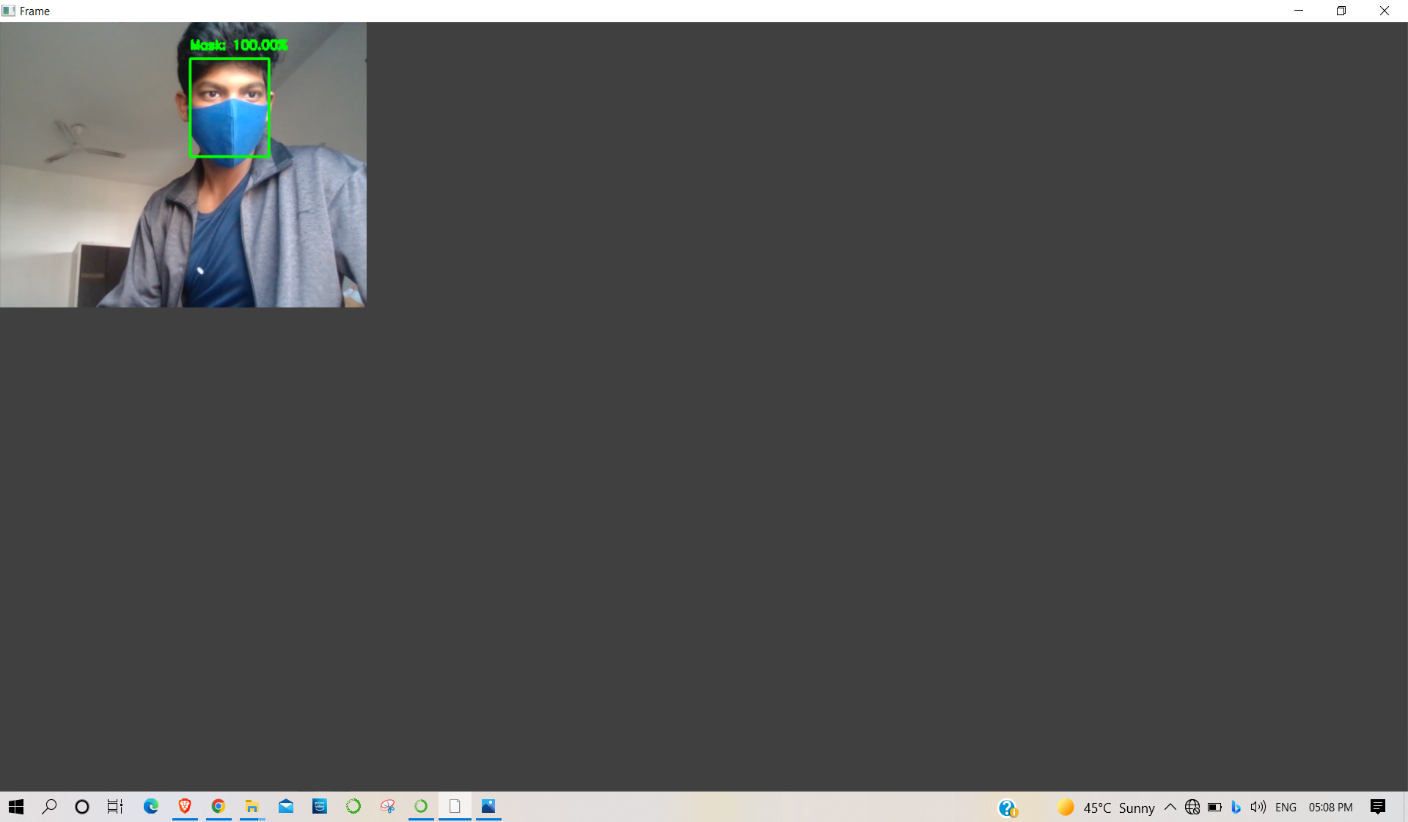 Frame
Mask: 100.00%
45°C Sunny
ENG
05:08 PM